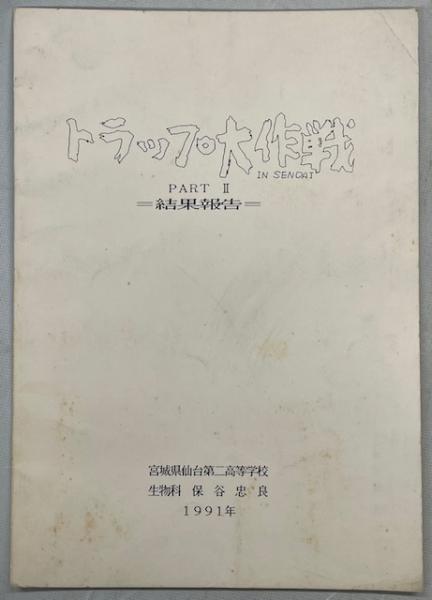 トラップ大作戦
IN SENDAI
PART Ⅱ
=結果報告=
宮城県仙台第二高等学校
生物科 保谷忠良
1991年